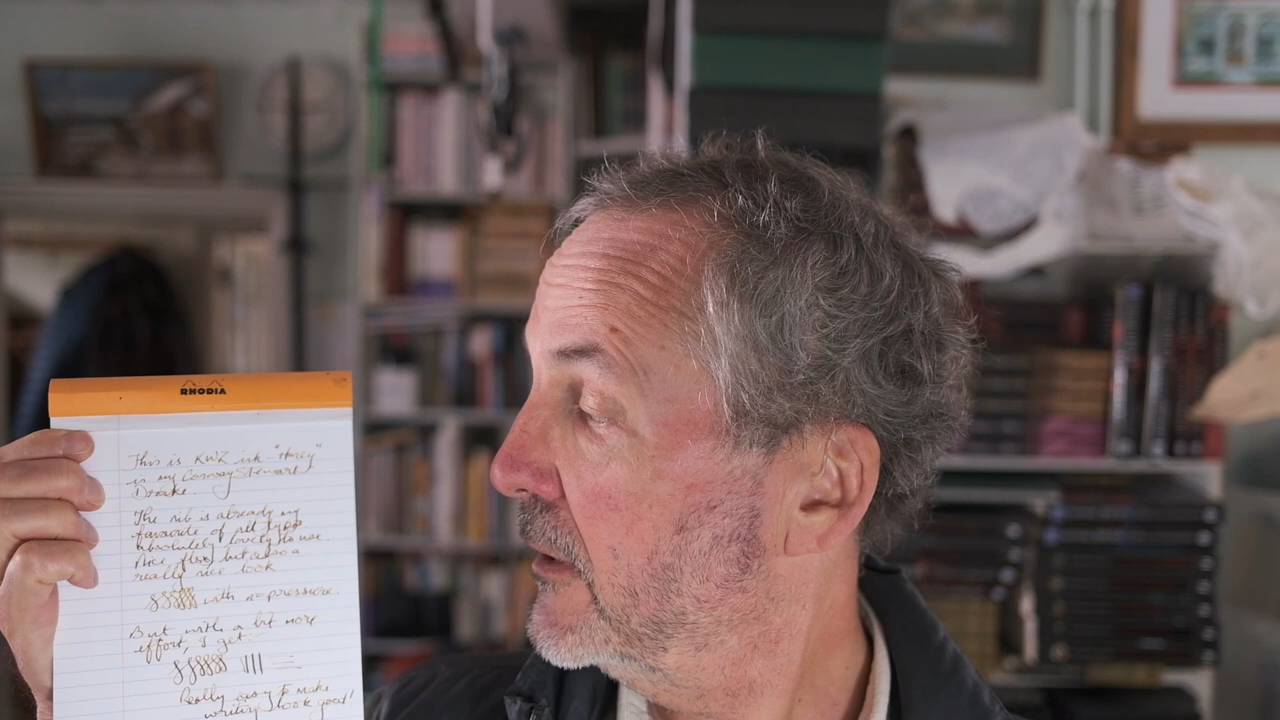 RHODIA
This is KWZ ink "Honey"
in my Conway Stewart
Drake.
The nib is already my
favourite of all types
absolutely lovely to use.
Nice flex but also a
really nice look
with no pressure.
But with a bit more
effort, I get:
Really easy to make
writing look good!